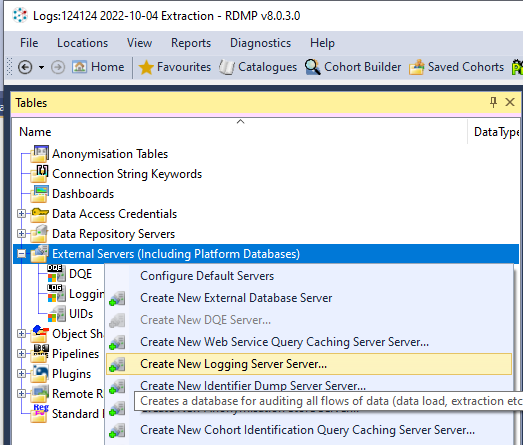 Logs:124124 2022-10-04 Extraction - RDMP v8.0.3.0
File Locations View Reports Diagnostics Help
Home Favourites Catalogues Cohort Builder Saved Cohorts
Tables
Name DataType
Anonymisation Tables
Connection String Keywords
Dashboards
Data Access Credentials
Data Repository Servers
External Servers (Including Platform Databases)
DQE DQE
Configure Default Servers
LOG Loggin
Create New External Database Server
UIDs
Create New DQE Server...
Object Sh
Create New Web Service Query Caching Server Server...
Pipelines
Create New Logging Server Server...
Plugins
Create New Identifier Dump Server Server...
Remote R
Creates a database for auditing all flows of data (data load, extraction etc
Standard
Create New Cohort Identification Query Caching Server Server...